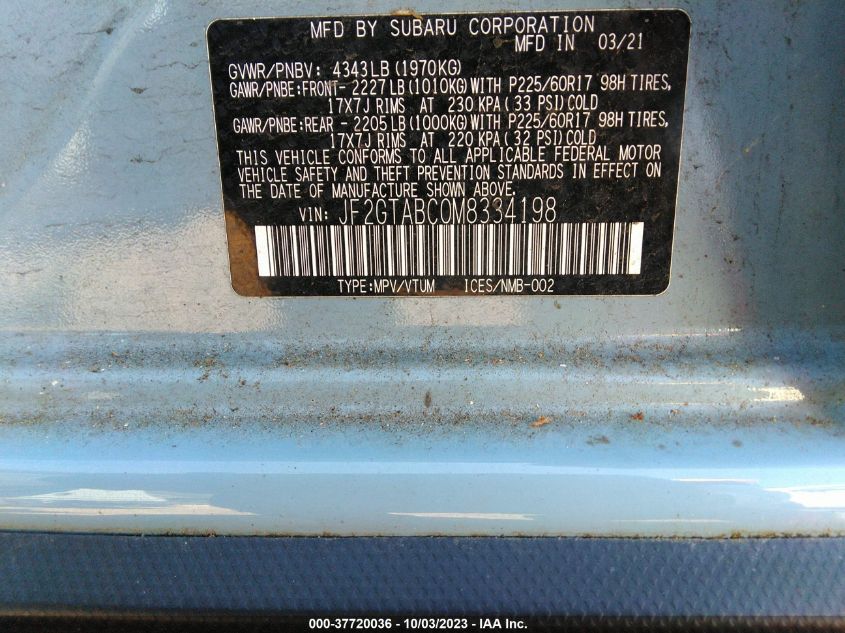 MFD BY SUBARU CORPORATION
MFD IN 03/21
GVWR/PNBV: 4343LB (1970KG)
GAWR/PNBE:FRONT- 2227LB (1010KG) WITH P225/60R17 98H TIRES,
17X7J RIMS AT 230 KPA (33 PSI) COLD
GAWR/PNBE:REAR - 2205LB (1000KG) WITH P225/60R17 98H TIRES,
17X7J RIMS AT 220 KPA (32 PSI) COLD
THIS VEHICLE CONFORMS TO ALL APPLICABLE FEDERAL MOTOR
VEHICLE SAFETY AND THEFT PREVENTION STANDARDS IN EFFECT ON
THE DATE OF MANUFACTURE SHOWN ABOVE.
VIN: JF2GTABC0M8334198
TYPE:MPV/VTUM ICES/NMB-002
000-37720036 - 10/03/2023 - IAA Inc.